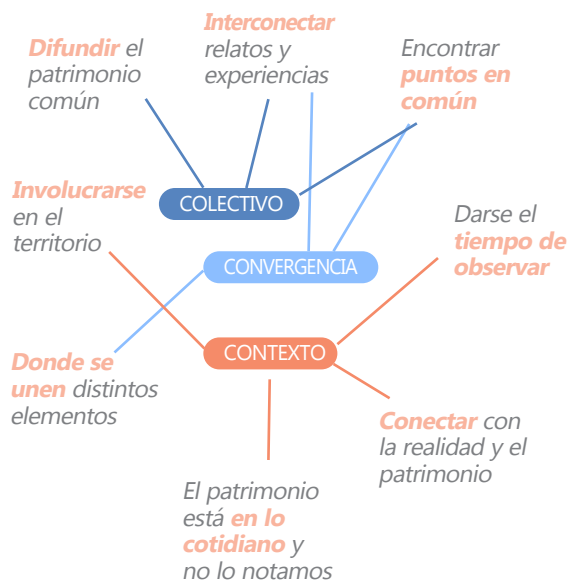 Difundir el
patrimonio
común
Interconectar
relatos y
experiencias
Encontrar
puntos en
común
Involucrarse
en el
territorio
COLECTIVO
Darse el
tiempo de
observar
CONVERGENCIA
CONTEXTO
Donde se
unen distintos
elementos
Conectar con
la realidad y el
patrimonio
El patrimonio
está en lo
cotidiano y
no lo notamos